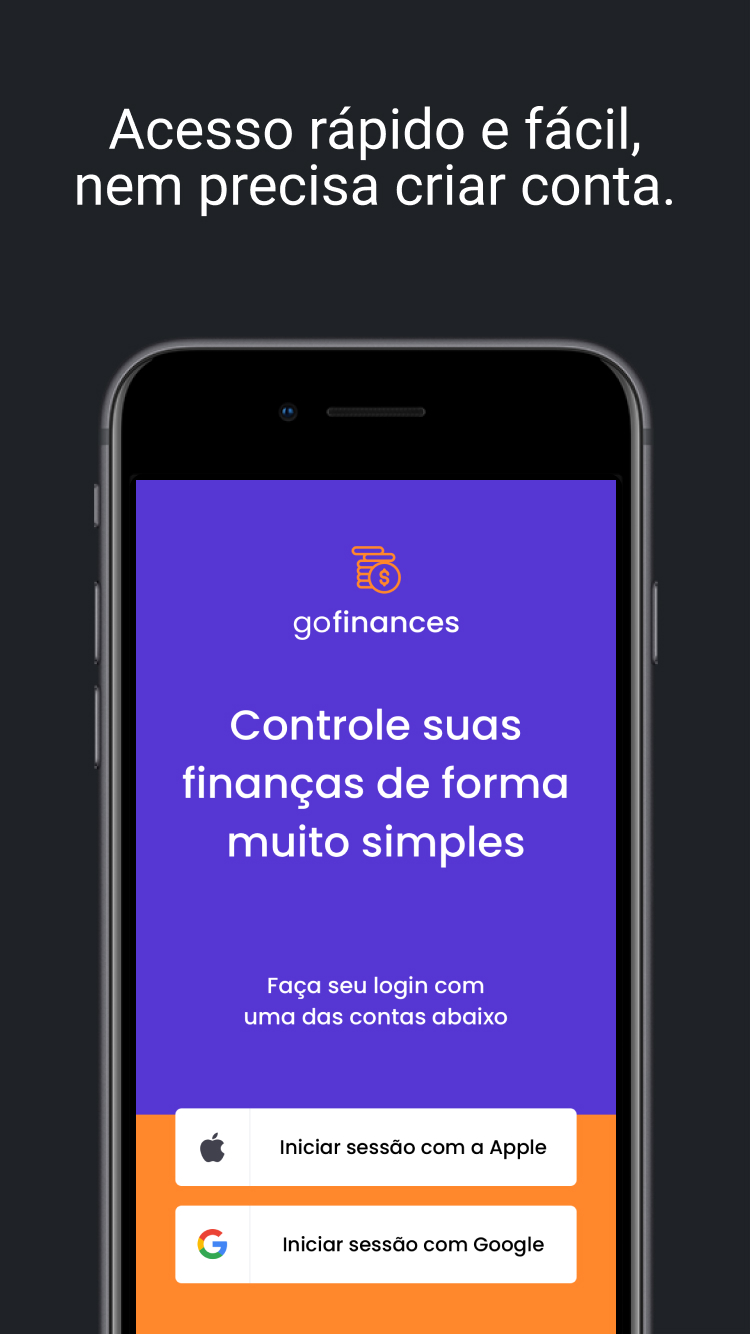 Acesso rápido e fácil,
nem precisa criar conta.
$
gofinances
Controle suas
finanças de forma
muito simples
Faça seu login com
uma das contas abaixo
Iniciar sessão com a Apple
G
Iniciar sessão com Google